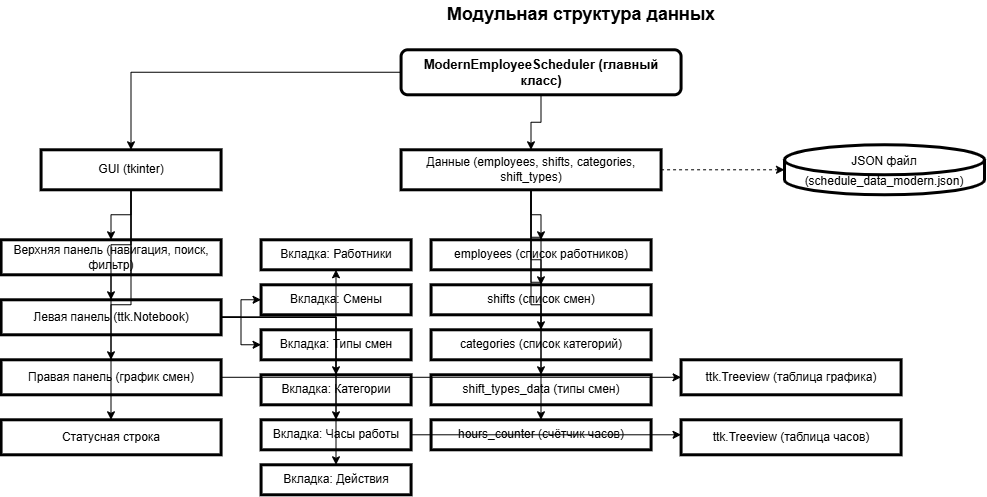 Модульная структура данных
ModernEmployeeScheduler (главный
класс)
GUI (tkinter)
Данные (employees, shifts, categories,
shift_types)
JSON файл
(schedule_data_modern.json)
Верхняя панель (навигация, поиск,
фильтр)
Вкладка: Работники
employees (список работников)
Левая панель (ttk.Notebook)
Вкладка: Смены
shifts (список смен)
Вкладка: Типы смен
categories (список категорий)
Правая панель (график смен)
Вкладка: Категории
shift_types_data (типы смен)
ttk.Treeview (таблица графика)
Статусная строка
Вкладка: Часы работы
hours_counter (счётчик часов)
ttk.Treeview (таблица часов)
Вкладка: Действия